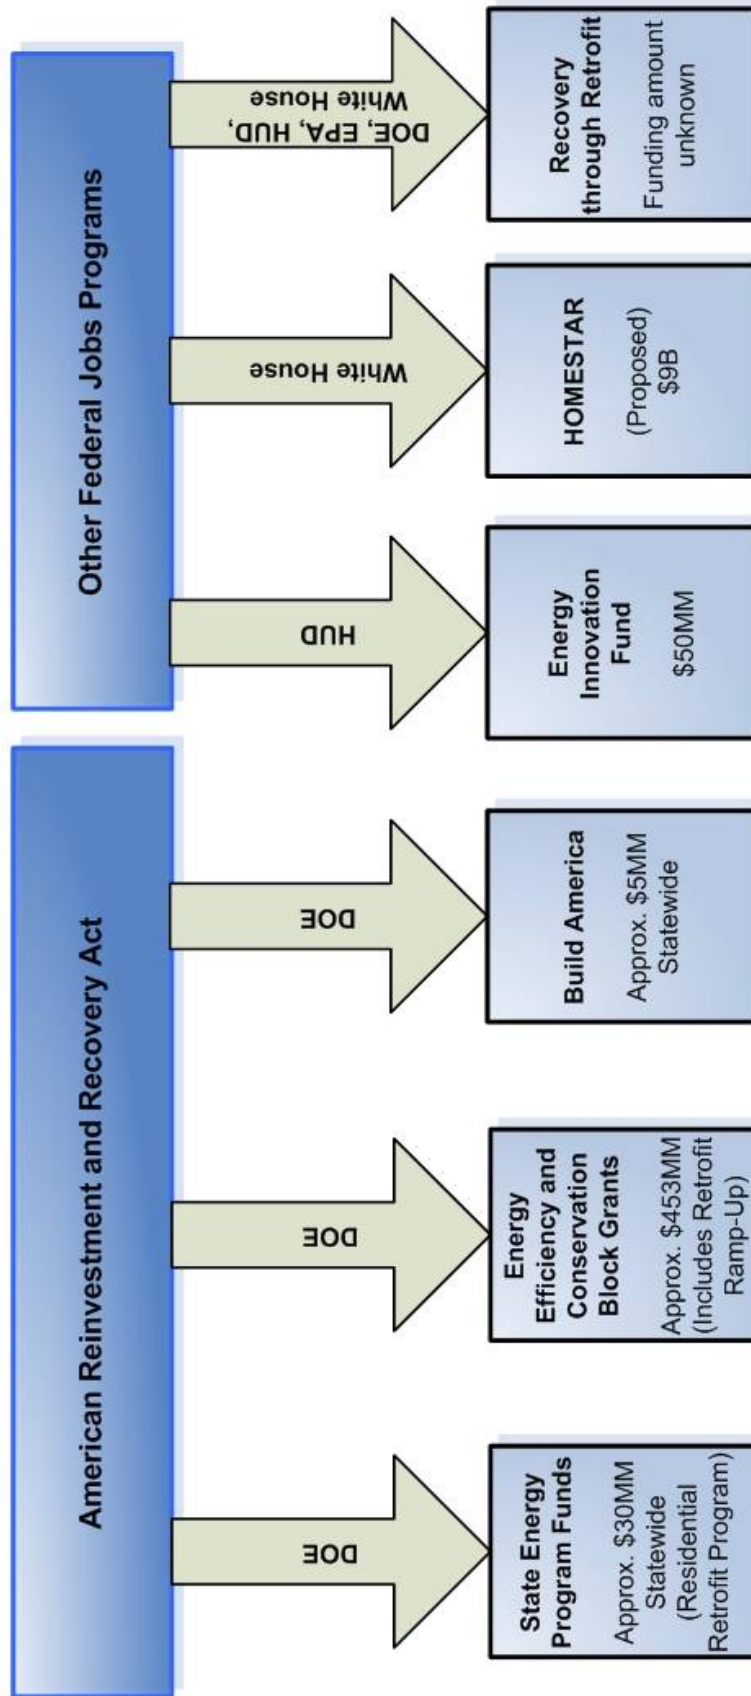 American Reinvestment and Recovery Act
Other Federal Jobs Programs
DOE
DOE
DOE
HUD
White House
DOE, EPA, HUD,
White House
State Energy
Program Funds
Approx. $30MM
Statewide
(Residential
Retrofit Program)
Energy
Efficiency and
Conservation
Block Grants
Approx. $453MM
(Includes Retrofit
Ramp-Up)
Build America
Approx. $5MM
Statewide
Energy
Innovation
Fund
$50MM
HOMESTAR
(Proposed)
$9B
Recovery
through Retrofit
Funding amount
unknown